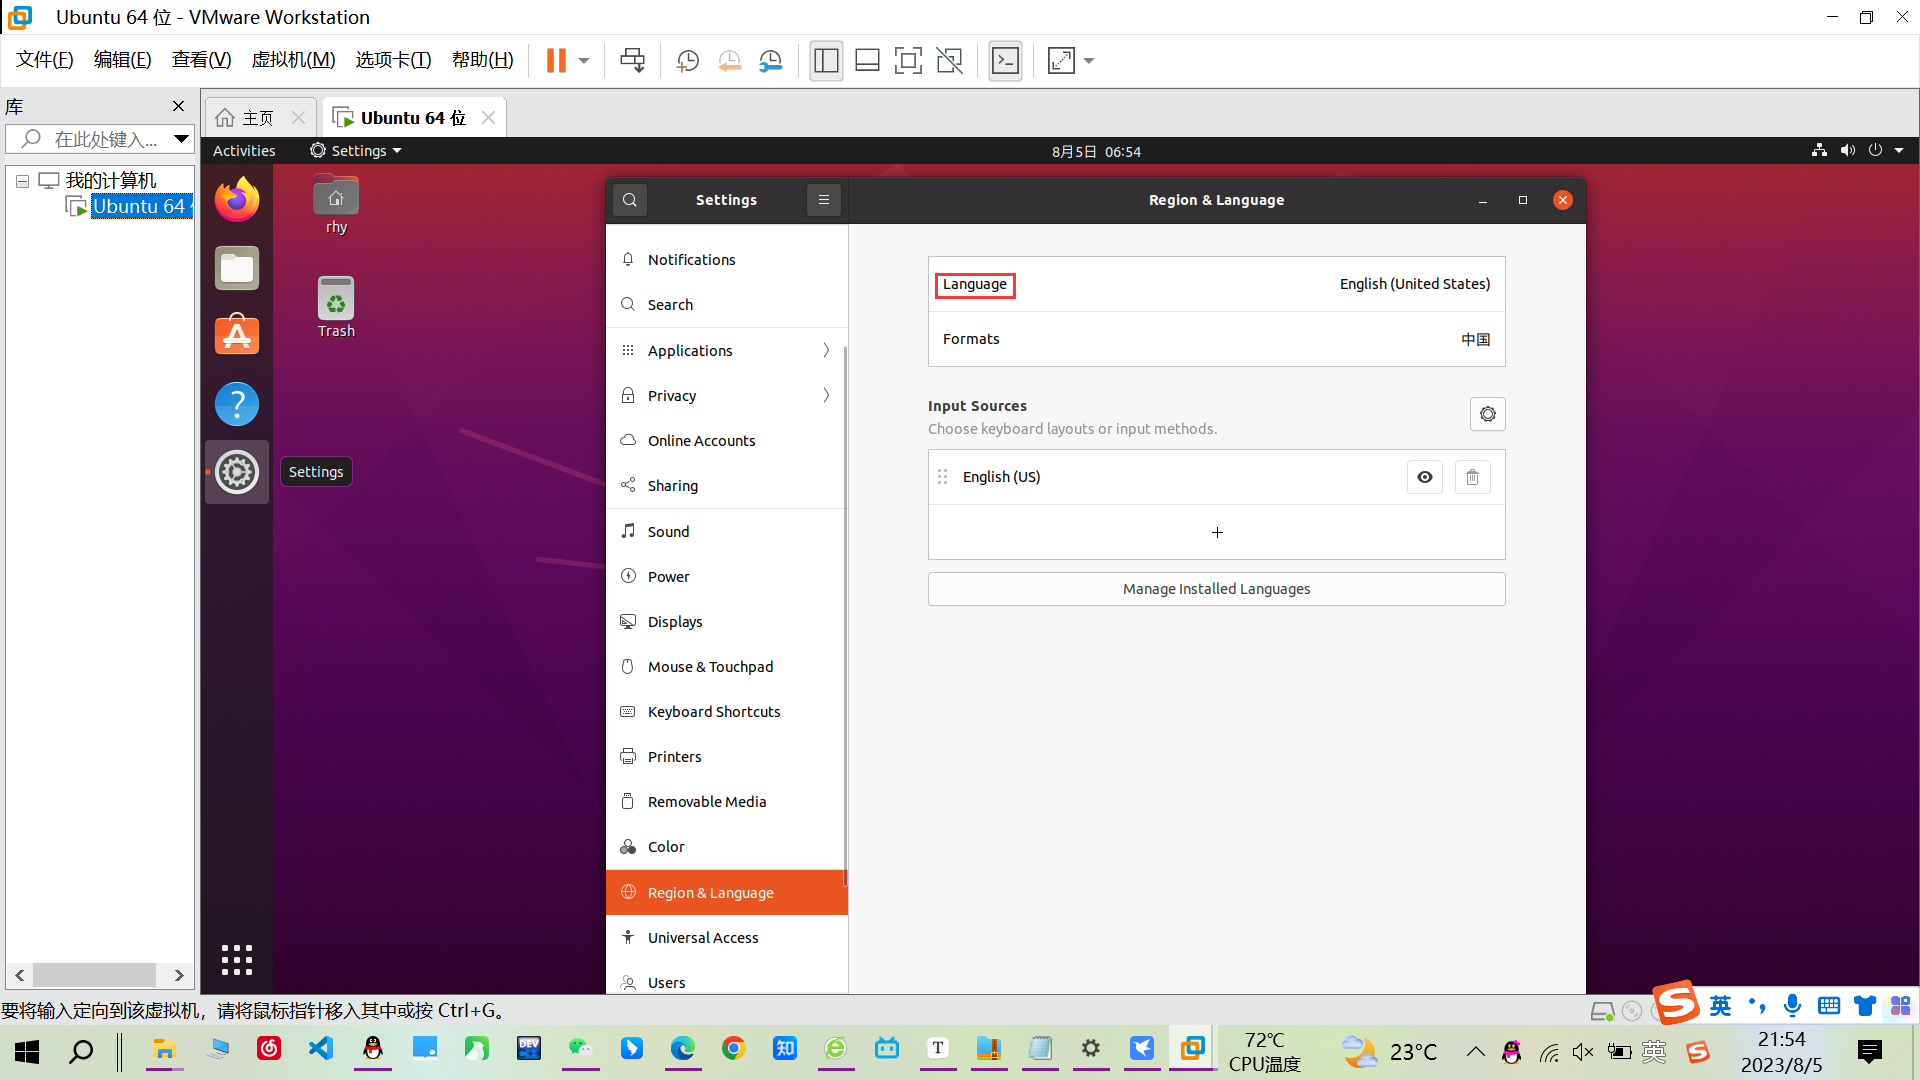 Ubuntu 64 位 - VMware Workstation
文件(F) 编辑(E) 查看(V) 虚拟机(M) 选项卡(T) 帮助(H)
库
在此处键入...
我的计算机
Ubuntu 64
主页
Ubuntu 64 位
Activities
Settings
8月5日 06:54
rhy
Trash
Settings
Settings
Region & Language
Notifications
Search
Applications
Privacy
Online Accounts
Sharing
Sound
Power
Displays
Mouse & Touchpad
Keyboard Shortcuts
Printers
Removable Media
Color
Region & Language
Universal Access
Users
Language English (United States)
Formats 中国
Input Sources
Choose keyboard layouts or input methods.
English (US)
Manage Installed Languages
要将输入定向到该虚拟机，请将鼠标指针移入其中或按 Ctrl+G。
英
DEV
知
T
72℃
CPU温度
23°C
英
21:54
2023/8/5